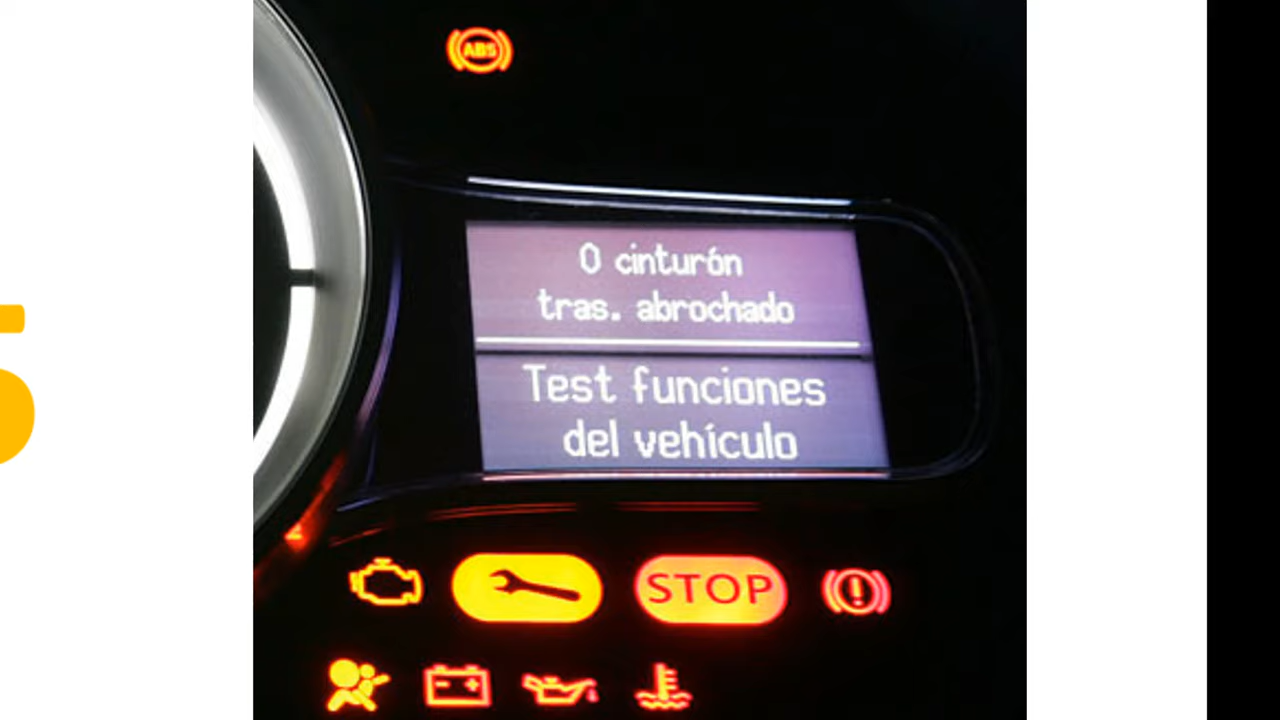 ABS
0 cinturón
tras. abrochado
Test funciones
del vehículo
STOP